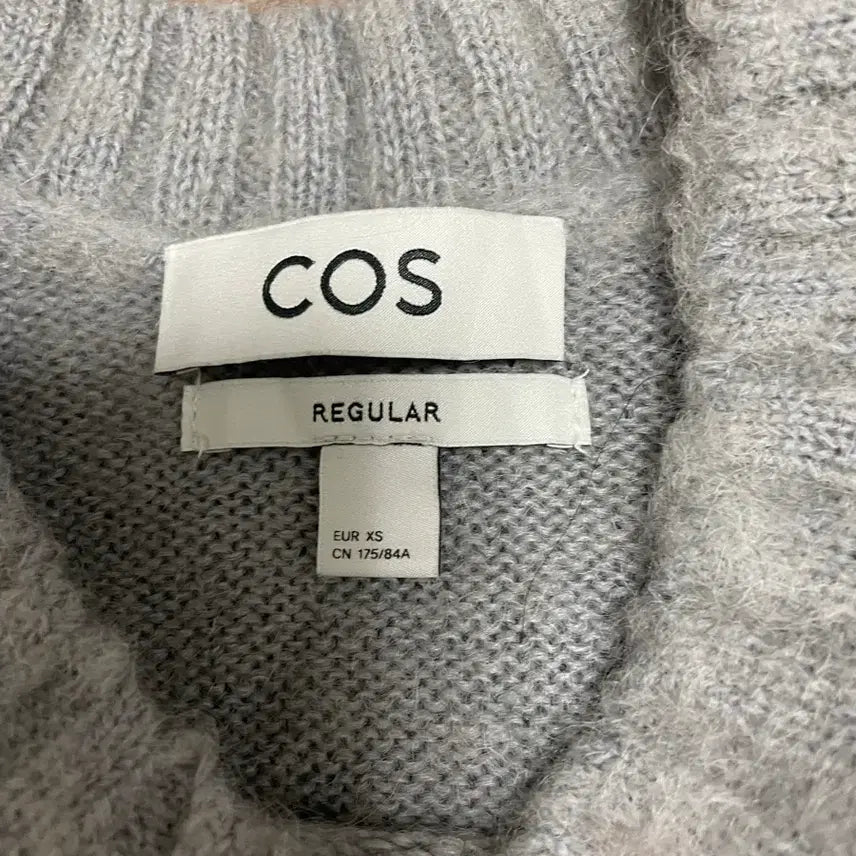 COS
REGULAR
EUR XS
CN 175/84A